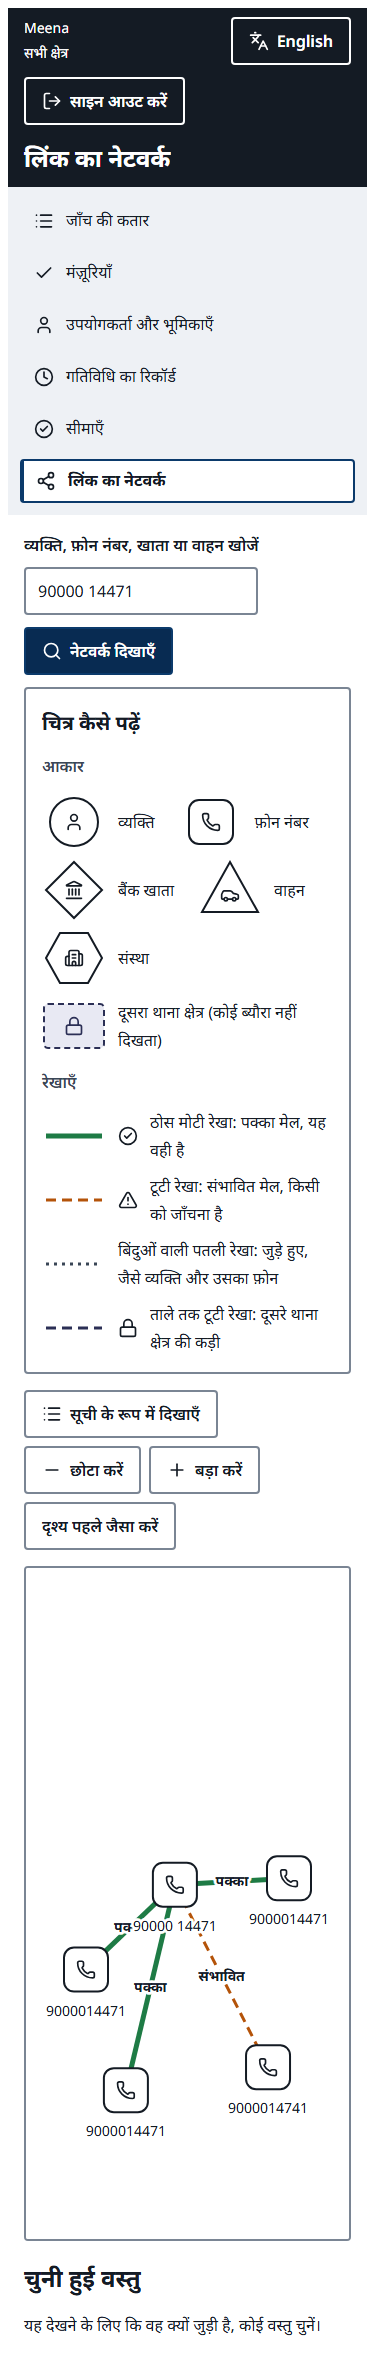 Meena
सभी क्षेत्र
English
साइन आउट करें
लिंक का नेटवर्क
जाँच की कतार
मंज़ूरियाँ
उपयोगकर्ता और भूमिकाएँ
गतिविधि का रिकॉर्ड
सीमाएँ
लिंक का नेटवर्क
व्यक्ति, फ़ोन नंबर, खाता या वाहन खोजें
90000 14471
नेटवर्क दिखाएँ
चित्र कैसे पढ़ें
आकार
व्यक्ति
फ़ोन नंबर
बैंक खाता
वाहन
संस्था
दूसरा थाना क्षेत्र (कोई ब्यौरा नहीं
दिखता)
रेखाएँ
ठोस मोटी रेखा: पक्का मेल, यह
वही है
टूटी रेखा: संभावित मेल, किसी
को जाँचना है
बिंदुओं वाली पतली रेखा: जुड़े हुए,
जैसे व्यक्ति और उसका फ़ोन
ताले तक टूटी रेखा: दूसरे थाना
क्षेत्र की कड़ी
सूची के रूप में दिखाएँ
छोटा करें
बड़ा करें
दृश्य पहले जैसा करें
पक्का
9000014471
90000 14471
संभावित
पक्का
9000014471
9000014741
9000014471
चुनी हुई वस्तु
यह देखने के लिए कि वह क्यों जुड़ी है, कोई वस्तु चुनें।